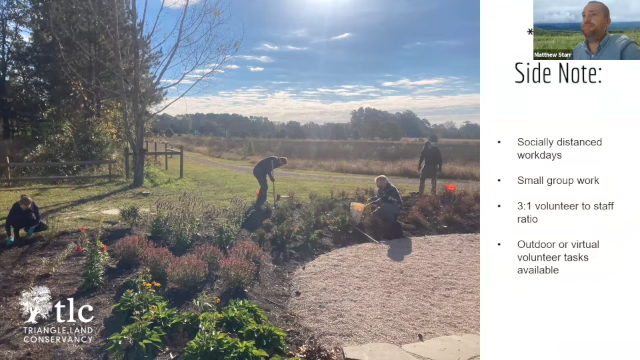 Matthew Starr
*
Side Note:
• Socially distanced
workdays
• Small group work
• 3:1 volunteer to staff
ratio
• Outdoor or virtual
volunteer tasks
available
tlc
TRIANGLE LAND
CONSERVANCY